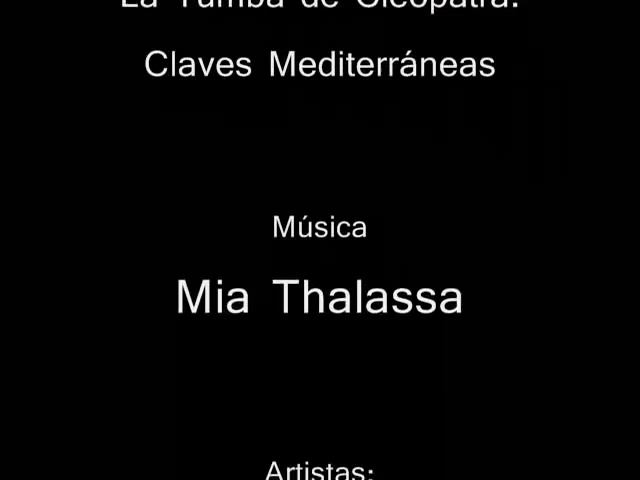 La Tumba de Cleopatra:
Claves Mediterráneas
Música
Mia Thalassa
Artistas: